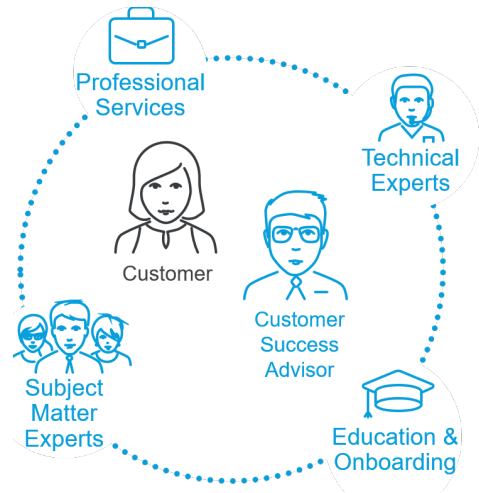 Professional
Services
Technical
Experts
Customer
Customer
Success
Advisor
Subject
Matter
Experts
Education &
Onboarding